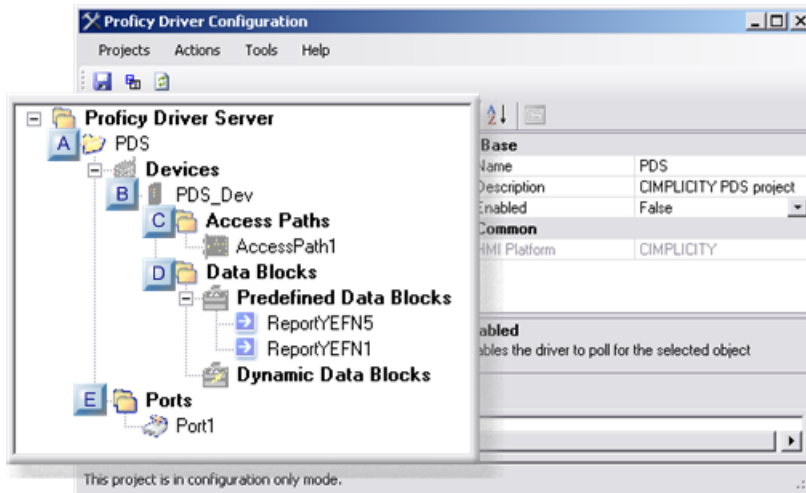 Proficy Driver Configuration
Projects Actions Tools Help
Proficy Driver Server
A PDS
Devices
B PDS_Dev
C Access Paths
AccessPath1
D Data Blocks
Predefined Data Blocks
ReportYEFN5
ReportYEFN1
Dynamic Data Blocks
E Ports
Port1
Base
Name PDS
Description CIMPLICITY PDS project
Enabled False
Common
HMI Platform CIMPLICITY
abled
ables the driver to poll for the selected object
This project is in configuration only mode.